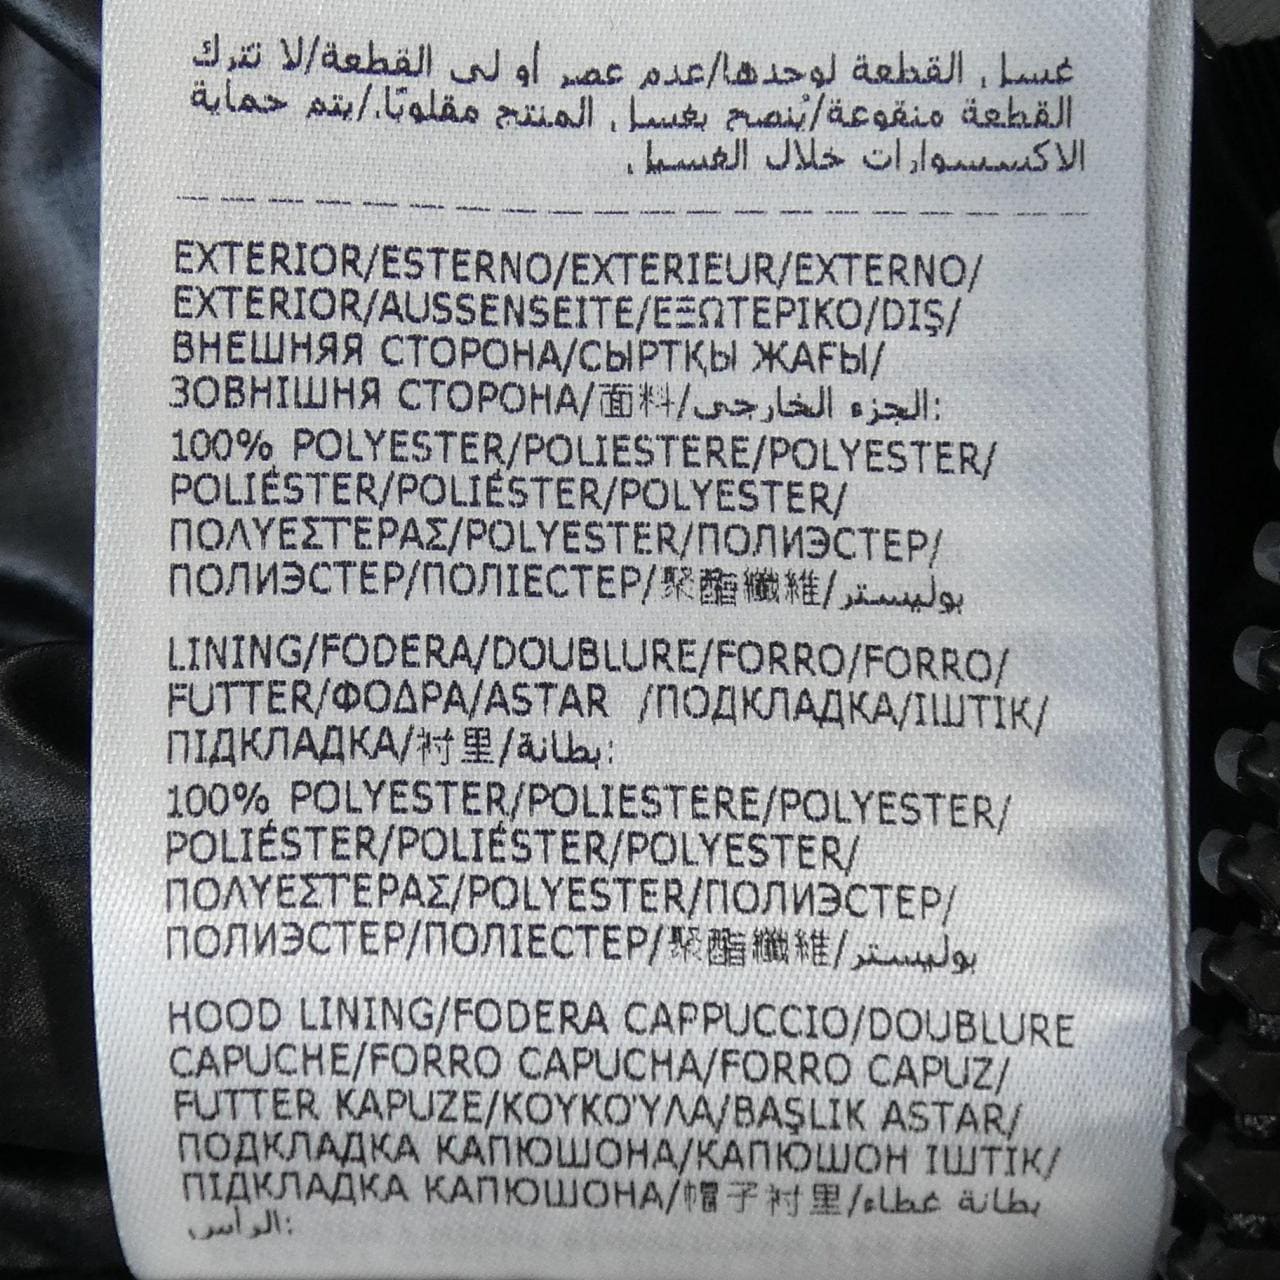 غسل القطعة لوحدها/عدم عصر أو لي القطعة/لا تترك
القطعة منقوعة/يُنصح بغسل المنتج مقلوبًا./يتم حماية
الاكسسوارات خلال الغسيل.
EXTERIOR/ESTERNO/EXTERIEUR/EXTERNO/
EXTERIOR/AUSSENSEITE/ΕΞΩΤΕΡΙΚΟ/DIŞ/
ВНЕШНЯЯ СТОРОНА/СЫРТҚЫ ЖАҒЫ/
ЗОВНІШНЯ СТОРОНА/面料/الجزء الخارجي:
100% POLYESTER/POLIESTERE/POLYESTER/
POLIÉSTER/POLIÉSTER/POLYESTER/
ΠΟΛΥΕΣΤΕΡΑΣ/POLYESTER/ПОЛИЭСТЕР/
ПОЛИЭСТЕР/ПОЛІЕСТЕР/聚酯纖維/بوليستر
LINING/FODERA/DOUBLURE/FORRO/FORRO/
FUTTER/ΦΟΔΡΑ/ASTAR /ПОДКЛАДКА/ІШТІК/
ПІДКЛАДКА/衬里/بطانة:
100% POLYESTER/POLIESTERE/POLYESTER/
POLIÉSTER/POLIÉSTER/POLYESTER/
ΠΟΛΥΕΣΤΕΡΑΣ/POLYESTER/ПОЛИЭСТЕР/
ПОЛИЭСТЕР/ПОЛІЕСТЕР/聚酯纖維/بوليستر
HOOD LINING/FODERA CAPPUCCIO/DOUBLURE
CAPUCHE/FORRO CAPUCHA/FORRO CAPUZ/
FUTTER KAPUZE/ΚΟΥΚΟΎΛΑ/BAŞLIK ASTAR/
ПОДКЛАДКА КАПЮШОНА/КАПЮШОН ІШТІК/
ПІДКЛАДКА КАПЮШОНА/帽子衬里/بطانة غطاء
الرأس: